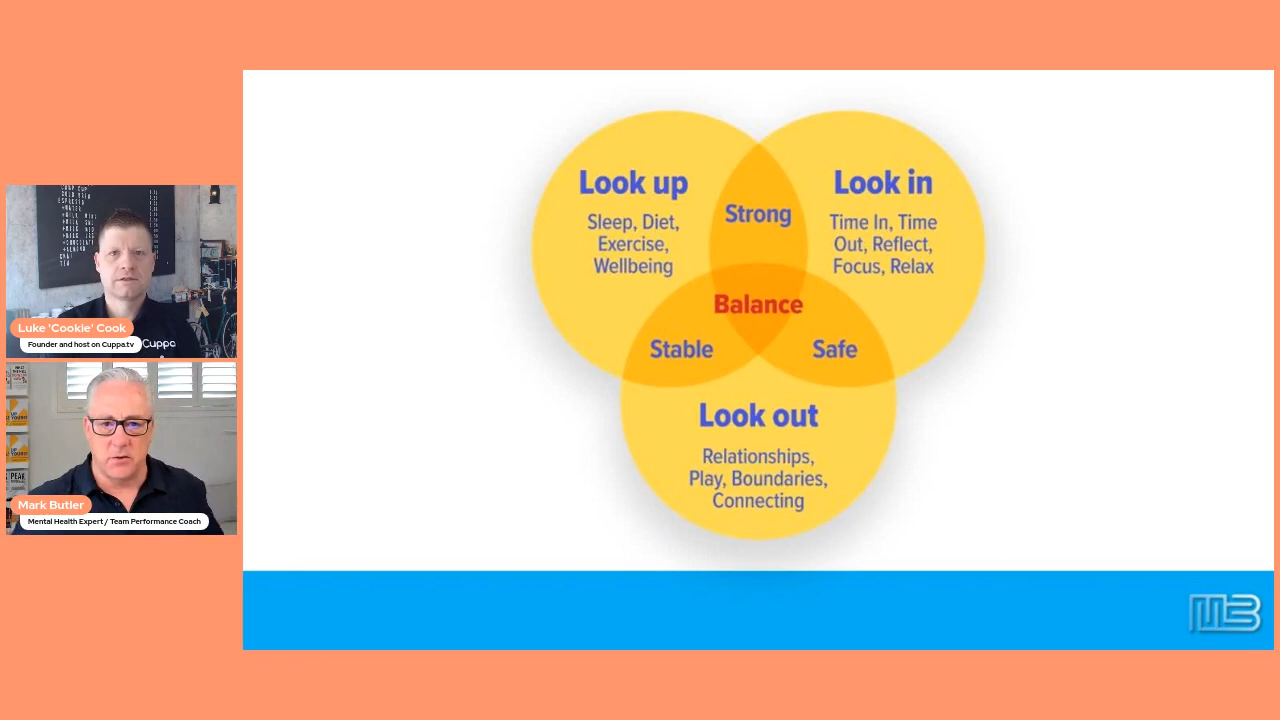 Luke 'Cookie' Cook
Founder and host on Cuppa.tv
Cuppa
Mark Butler
Mental Health Expert / Team Performance Coach
Look up
Sleep, Diet,
Exercise,
Wellbeing
Strong
Look in
Time In, Time
Out, Reflect,
Focus, Relax
Balance
Stable
Safe
Look out
Relationships,
Play, Boundaries,
Connecting
MB